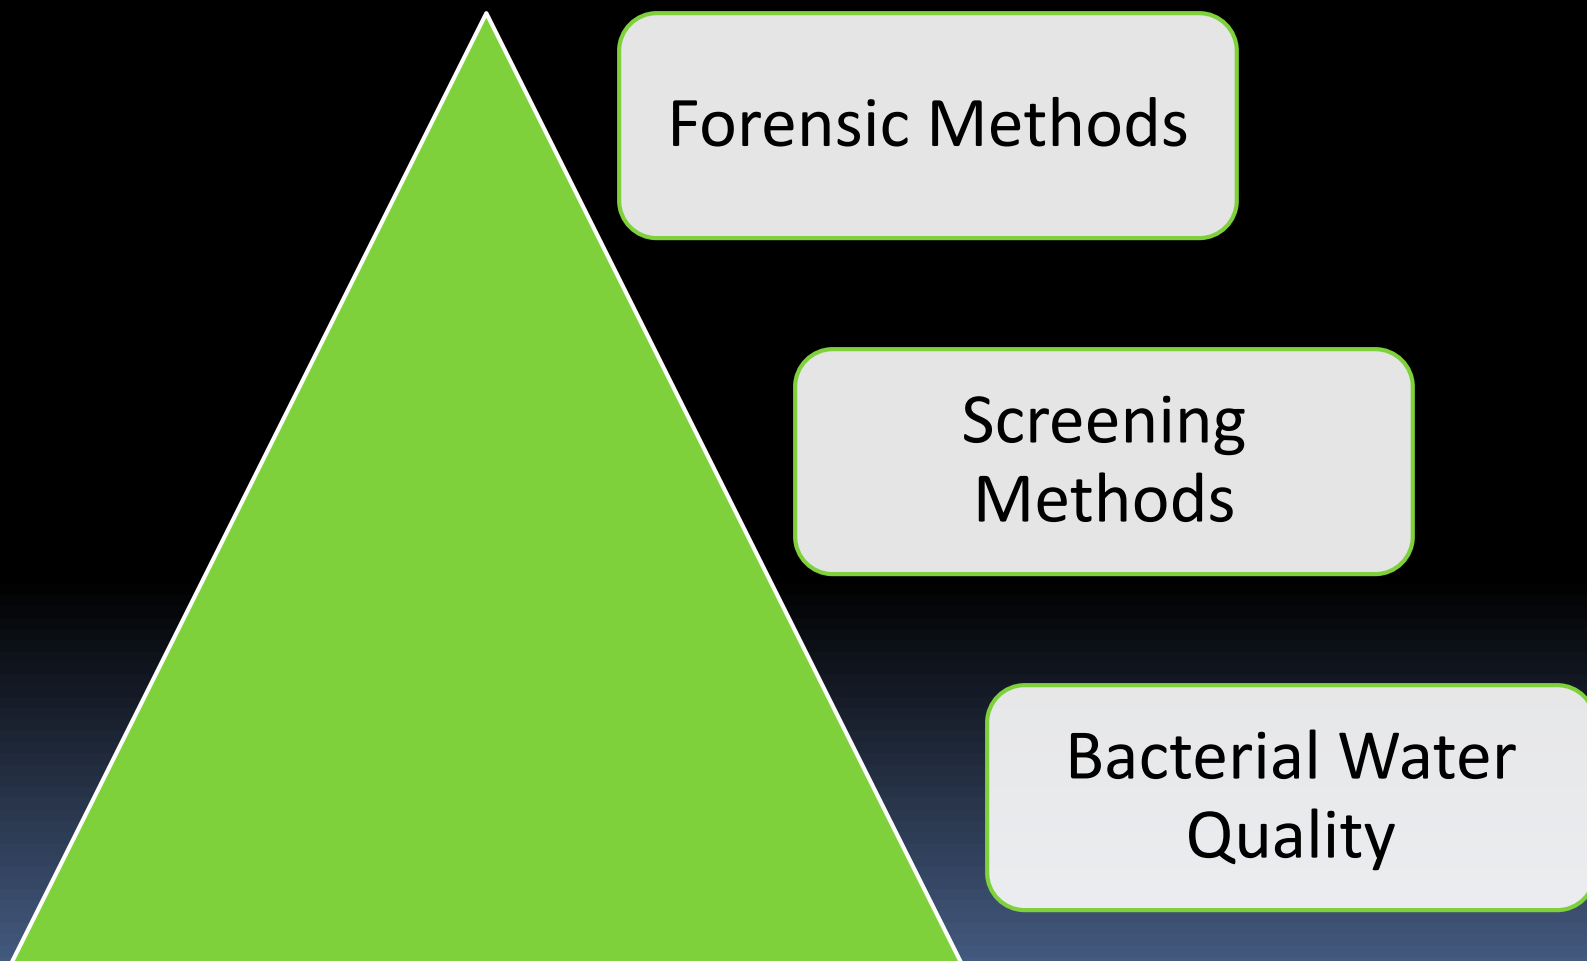 Forensic Methods
Screening
Methods
Bacterial Water
Quality